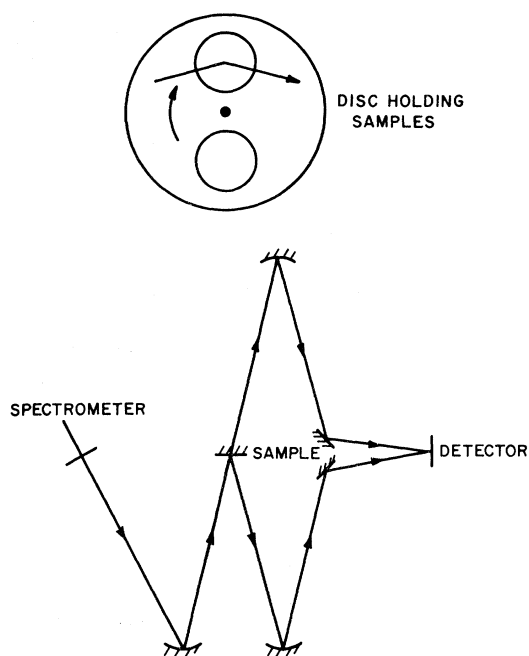 DISC HOLDING
SAMPLES
SPECTROMETER
SAMPLE
DETECTOR